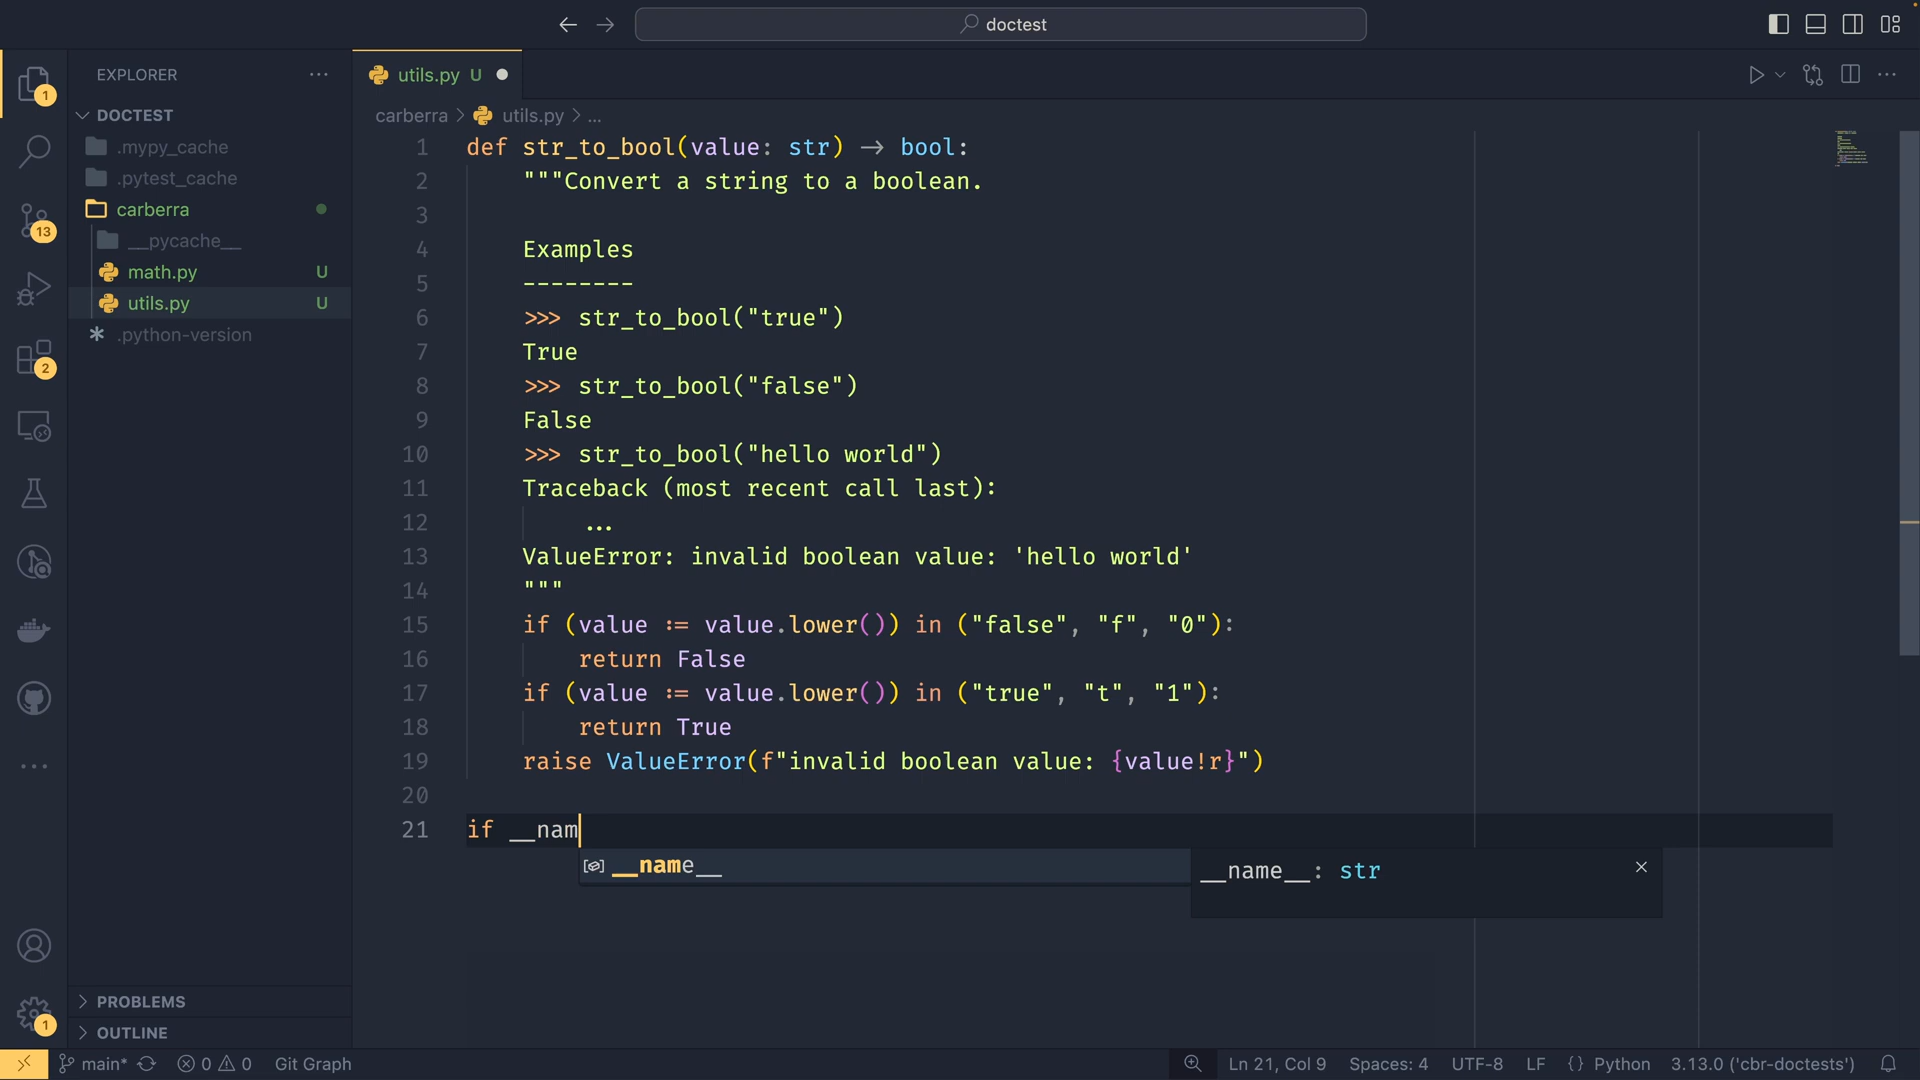 doctest
EXPLORER
DOCTEST
.mypy_cache
.pytest_cache
carberra
__pycache__
math.py U
utils.py U
.python-version
PROBLEMS
OUTLINE
1
13
2
1
utils.py U
carberra > utils.py > ...
1 def str_to_bool(value: str) -> bool:
2 """Convert a string to a boolean.
3
4 Examples
5 --------
6 >>> str_to_bool("true")
7 True
8 >>> str_to_bool("false")
9 False
10 >>> str_to_bool("hello world")
11 Traceback (most recent call last):
12 ...
13 ValueError: invalid boolean value: 'hello world'
14 """
15 if (value := value.lower()) in ("false", "f", "0"):
16 return False
17 if (value := value.lower()) in ("true", "t", "1"):
18 return True
19 raise ValueError(f"invalid boolean value: {value!r}")
20
21 if __nam
__name__
__name__: str
main* 0 0 Git Graph
Ln 21, Col 9 Spaces: 4 UTF-8 LF {} Python 3.13.0 ('cbr-doctests')